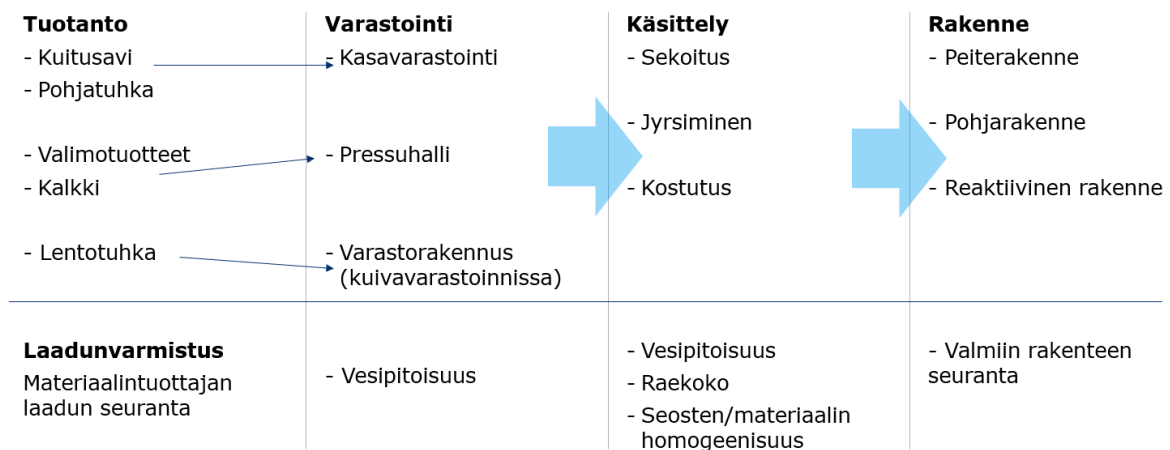 Tuotanto
- Kuitusavi
- Pohjatuhka
- Valimotuotteet
- Kalkki
- Lentotuhka
Varastointi
- Kasavarastointi
- Pressuhalli
- Varastorakennus
(kuivavarastoinnissa)
Käsittely
- Sekoitus
- Jyrsiminen
- Kostutus
Rakenne
- Peiterakenne
- Pohjarakenne
- Reaktiivinen rakenne
Laadunvarmistus
Materiaalintuottajan
laadun seuranta
- Vesipitoisuus
- Vesipitoisuus
- Raekoko
- Seosten/materiaalin
homogeenisuus
- Valmiin rakenteen
seuranta